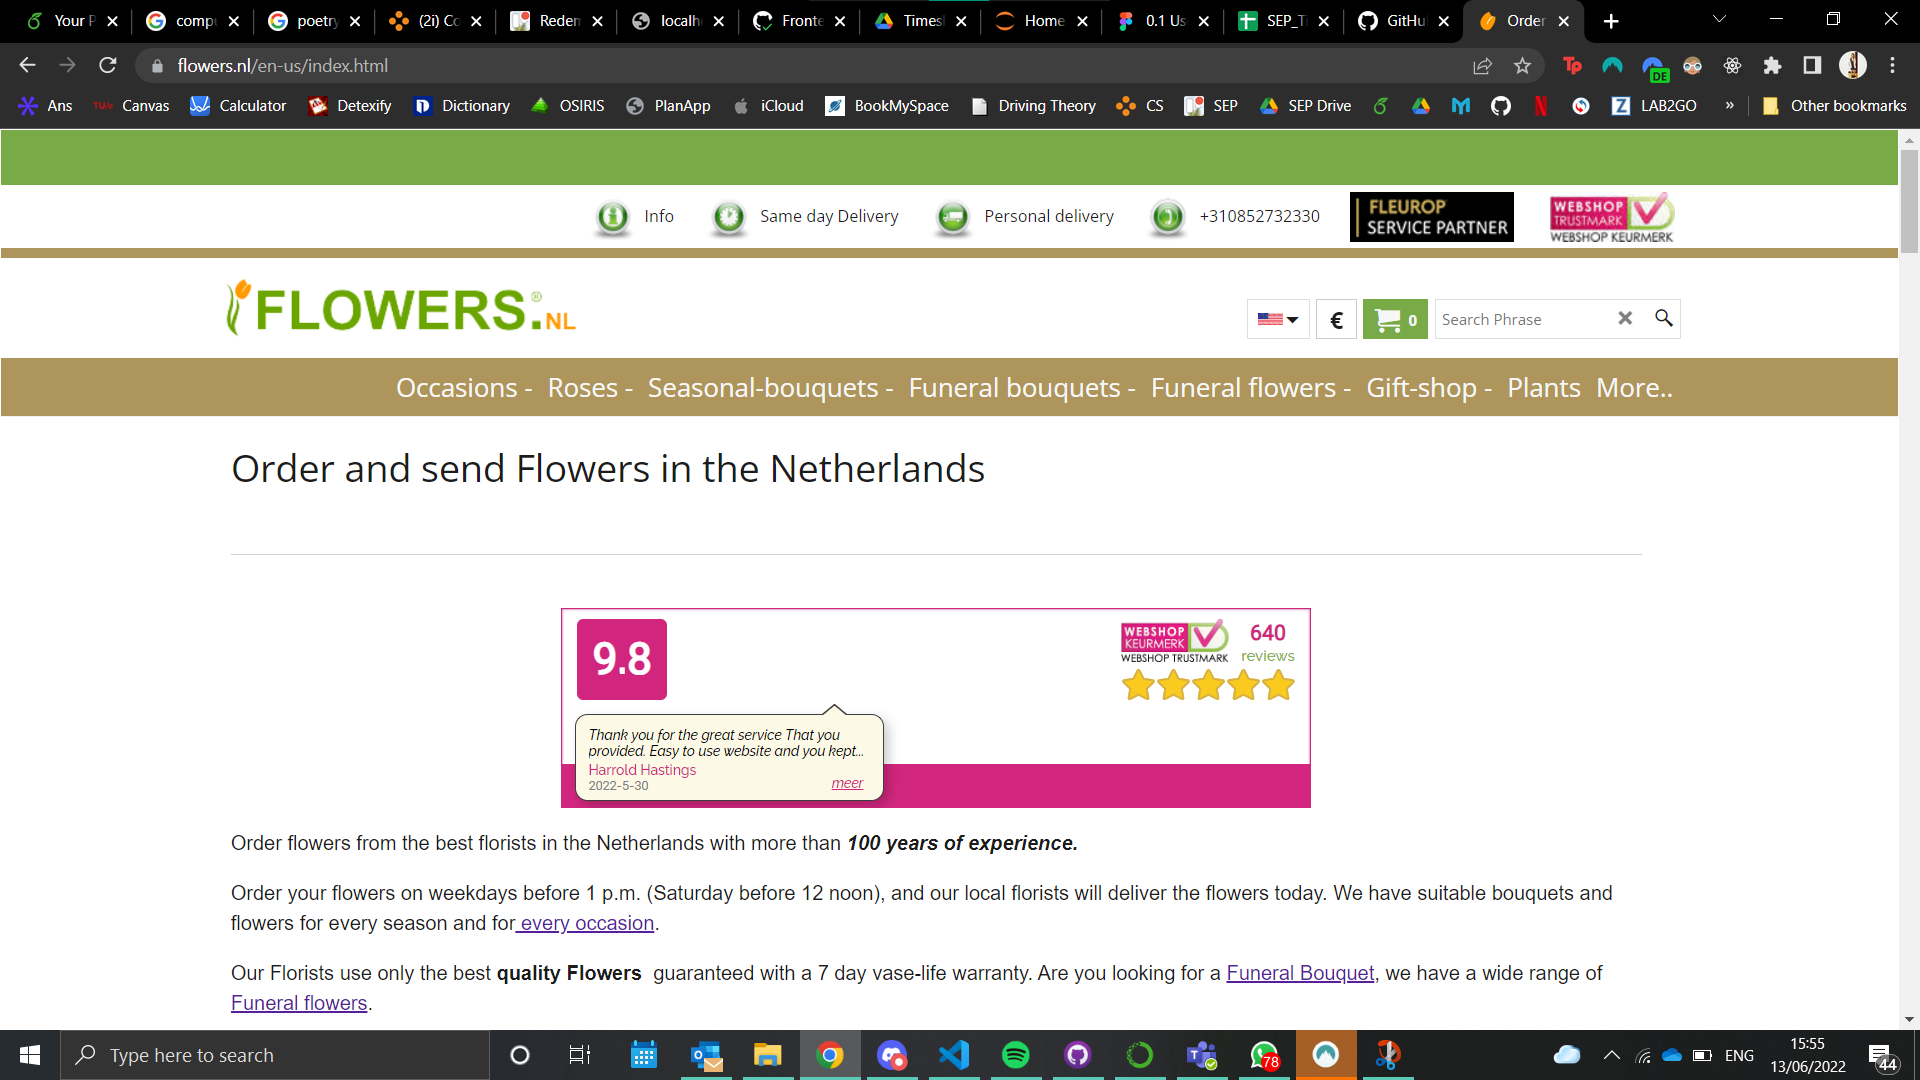 Your P
compu
poetry
(2i) Co
Reden
localh
Fronte
Timesh
Home
0.1 Us
SEP_Ti
GitHu
Order
flowers.nl/en-us/index.html
DE
Ans
TU/e Canvas
Calculator
Detexify
Dictionary
OSIRIS
PlanApp
iCloud
BookMySpace
Driving Theory
CS
SEP
SEP Drive
LAB2GO
»
Other bookmarks
Info
Same day Delivery
Personal delivery
+310852732330
FLEUROP
SERVICE PARTNER
WEBSHOP
TRUSTMARK
WEBSHOP KEURMERK
FLOWERS®.NL
€
0
Search Phrase
Occasions - Roses - Seasonal-bouquets - Funeral bouquets - Funeral flowers - Gift-shop - Plants More..
Order and send Flowers in the Netherlands
9.8
WEBSHOP
KEURMERK
WEBSHOP TRUSTMARK
640
reviews
Thank you for the great service That you
provided. Easy to use website and you kept...
Harrold Hastings
2022-5-30
meer
Order flowers from the best florists in the Netherlands with more than 100 years of experience.
Order your flowers on weekdays before 1 p.m. (Saturday before 12 noon), and our local florists will deliver the flowers today. We have suitable bouquets and
flowers for every season and for every occasion.
Our Florists use only the best quality Flowers guaranteed with a 7 day vase-life warranty. Are you looking for a Funeral Bouquet, we have a wide range of
Funeral flowers.
Type here to search
78
ENG
15:55
13/06/2022
44